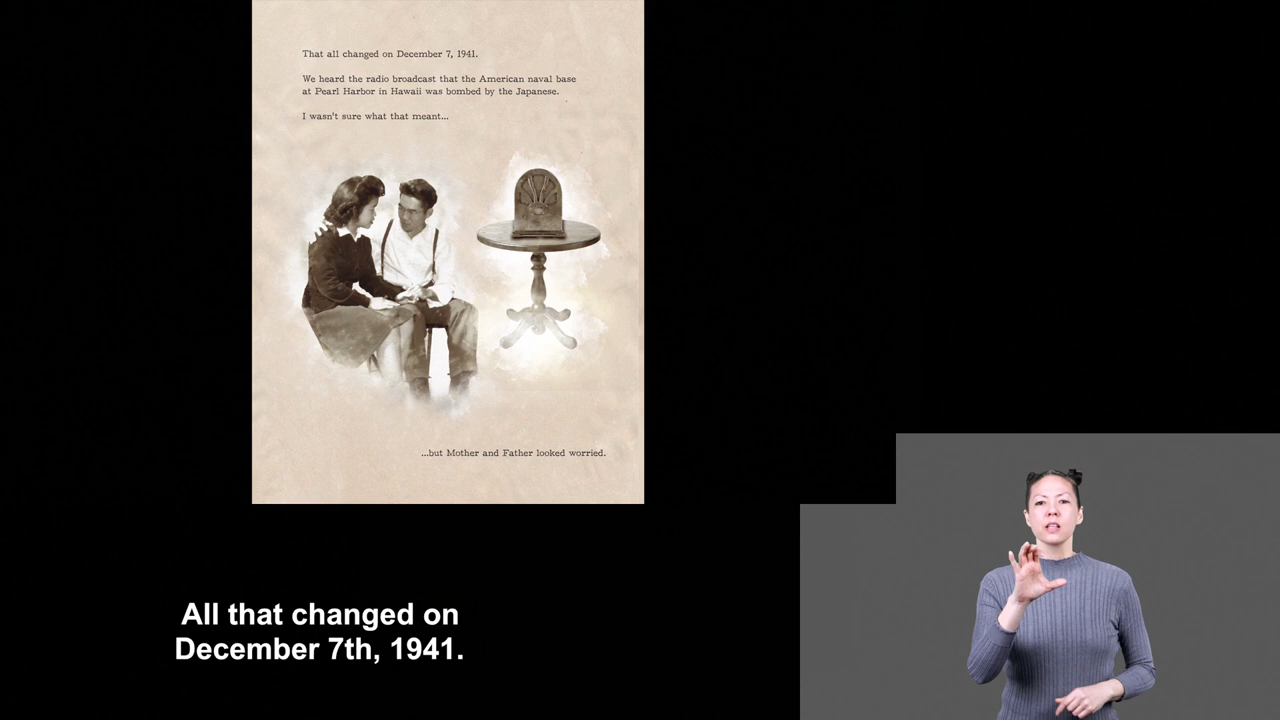 That all changed on December 7, 1941.
We heard the radio broadcast that the American naval base
at Pearl Harbor in Hawaii was bombed by the Japanese.
I wasn't sure what that meant...
...but Mother and Father looked worried.
All that changed on
December 7th, 1941.